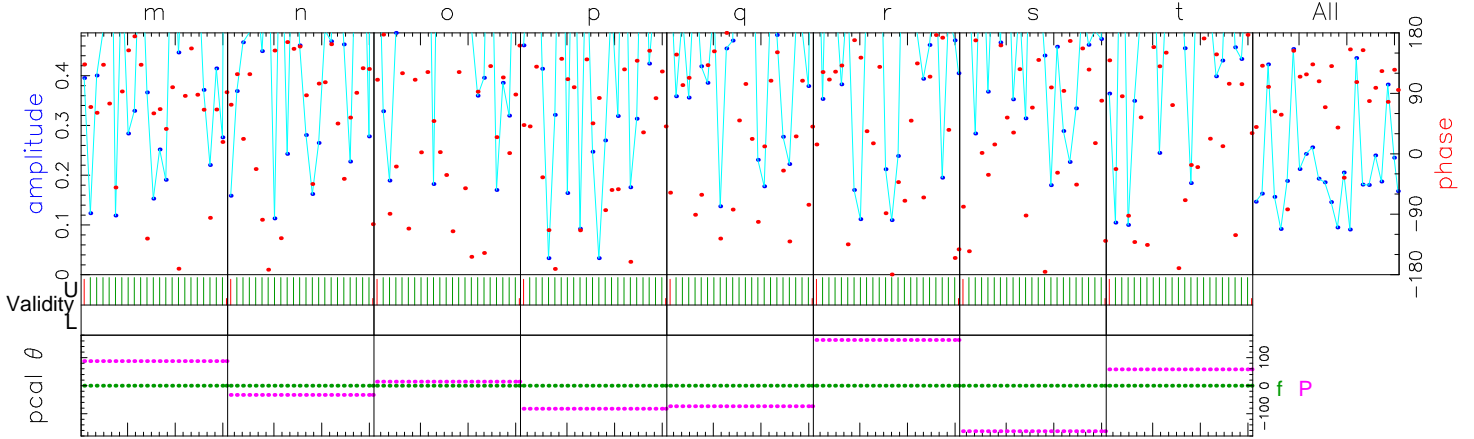 m n o p q r s t All
amplitude
0.4
0.3
0.2
0.1
0
180
90
0
-90
-180
phase
U
Validity
L
pcal θ
100
0
-100
f P